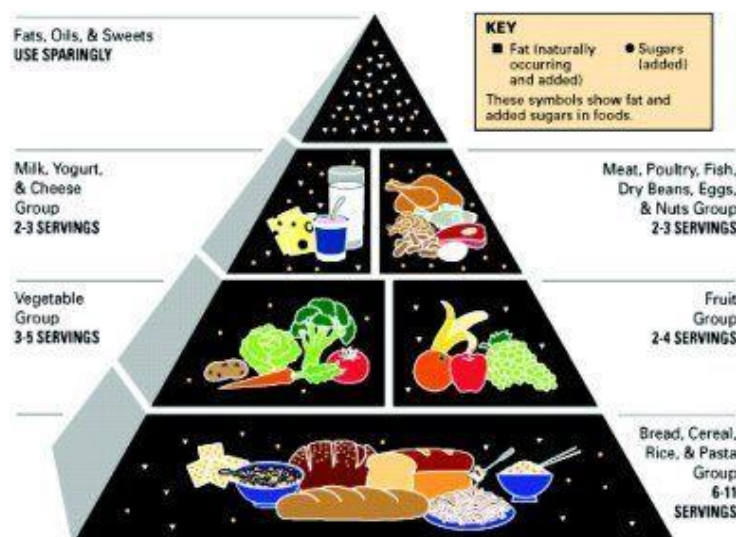 Fats, Oils, & Sweets
USE SPARINGLY
KEY
■ Fat (naturally
occurring
and added)
● Sugars
(added)
These symbols show fat and
added sugars in foods.
Milk, Yogurt,
& Cheese
Group
2-3 SERVINGS
Meat, Poultry, Fish,
Dry Beans, Eggs,
& Nuts Group
2-3 SERVINGS
Vegetable
Group
3-5 SERVINGS
Fruit
Group
2-4 SERVINGS
Bread, Cereal,
Rice, & Pasta
Group
6-11
SERVINGS